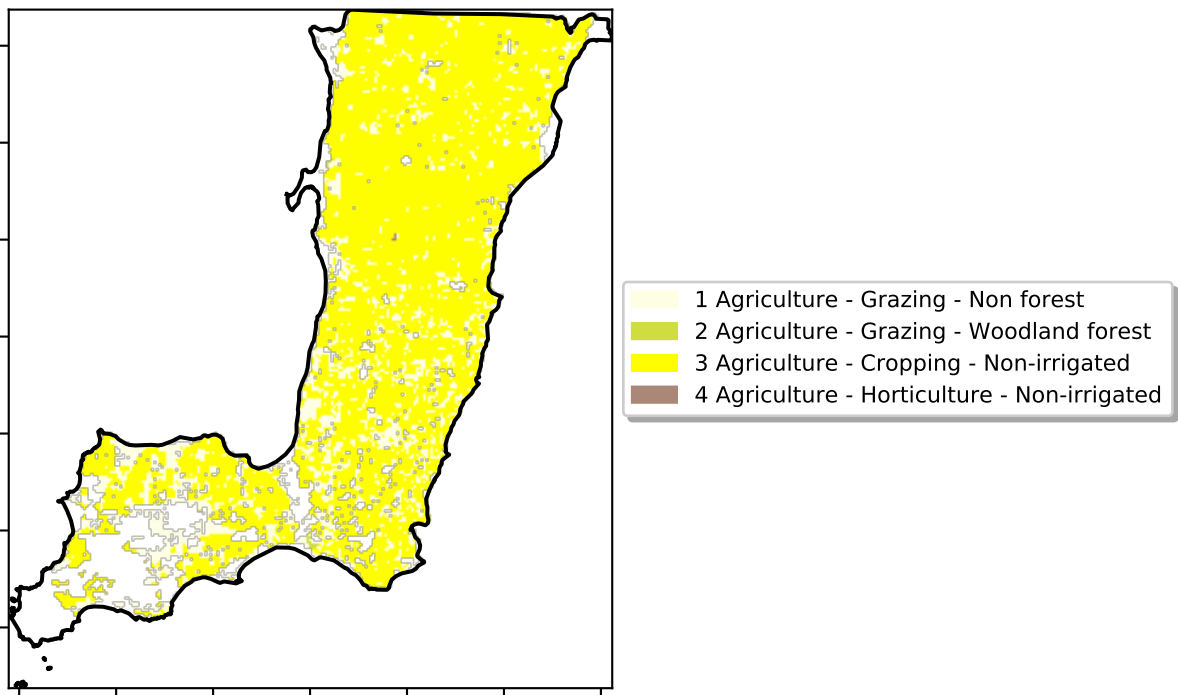 1 Agriculture - Grazing - Non forest
2 Agriculture - Grazing - Woodland forest
3 Agriculture - Cropping - Non-irrigated
4 Agriculture - Horticulture - Non-irrigated